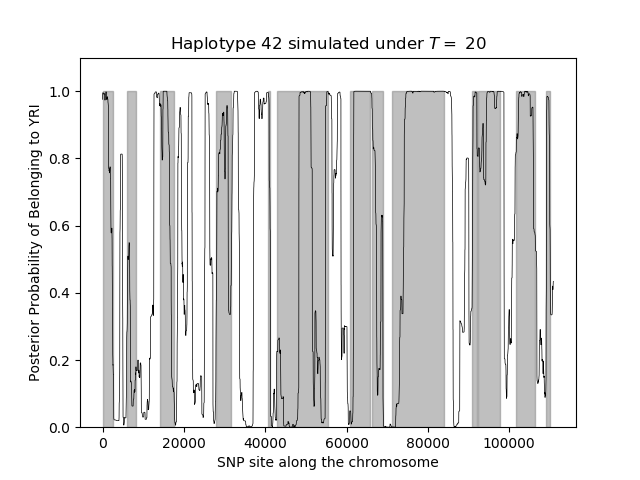 Haplotype 42 simulated under T = 20
Posterior Probability of Belonging to YRI
1.0
0.8
0.6
0.4
0.2
0.0
0 20000 40000 60000 80000 100000
SNP site along the chromosome